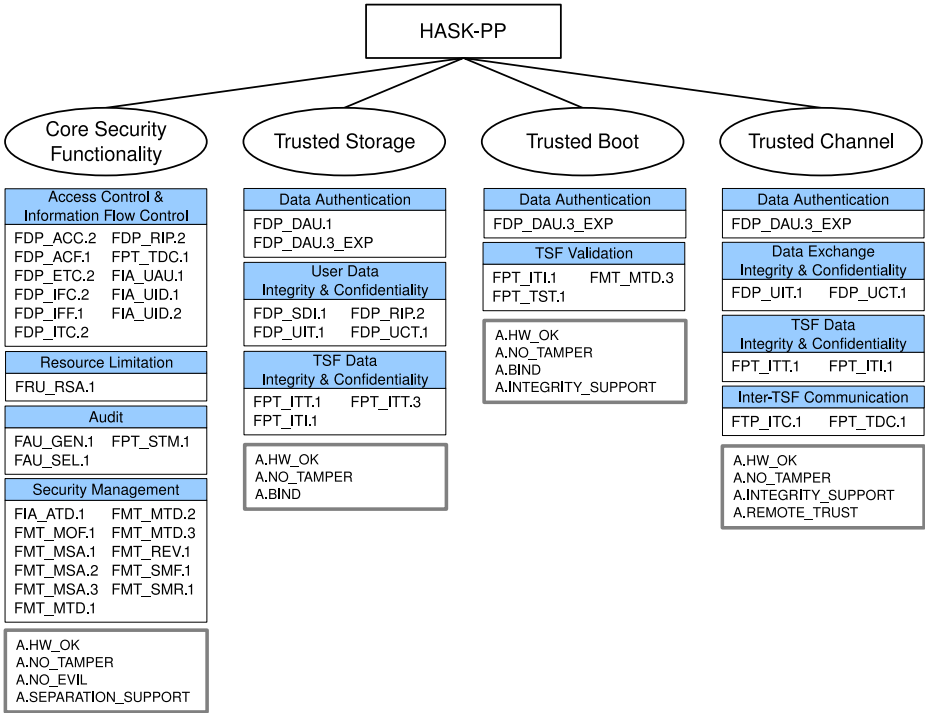 HASK-PP
Core Security
Functionality
Access Control &
Information Flow Control
FDP_ACC.2 FDP_RIP.2
FDP_ACF.1 FPT_TDC.1
FDP_ETC.2 FIA_UAU.1
FDP_IFC.2 FIA_UID.1
FDP_IFF.1 FIA_UID.2
FDP_ITC.2
Resource Limitation
FRU_RSA.1
Audit
FAU_GEN.1 FPT_STM.1
FAU_SEL.1
Security Management
FIA_ATD.1 FMT_MTD.2
FMT_MOF.1 FMT_MTD.3
FMT_MSA.1 FMT_REV.1
FMT_MSA.2 FMT_SMF.1
FMT_MSA.3 FMT_SMR.1
FMT_MTD.1
A.HW_OK
A.NO_TAMPER
A.NO_EVIL
A.SEPARATION_SUPPORT
Trusted Storage
Data Authentication
FDP_DAU.1
FDP_DAU.3_EXP
User Data
Integrity & Confidentiality
FDP_SDI.1 FDP_RIP.2
FDP_UIT.1 FDP_UCT.1
TSF Data
Integrity & Confidentiality
FPT_ITT.1 FPT_ITT.3
FPT_ITI.1
A.HW_OK
A.NO_TAMPER
A.BIND
Trusted Boot
Data Authentication
FDP_DAU.3_EXP
TSF Validation
FPT_ITI.1 FMT_MTD.3
FPT_TST.1
A.HW_OK
A.NO_TAMPER
A.BIND
A.INTEGRITY_SUPPORT
Trusted Channel
Data Authentication
FDP_DAU.3_EXP
Data Exchange
Integrity & Confidentiality
FDP_UIT.1 FDP_UCT.1
TSF Data
Integrity & Confidentiality
FPT_ITT.1 FPT_ITI.1
Inter-TSF Communication
FTP_ITC.1 FPT_TDC.1
A.HW_OK
A.NO_TAMPER
A.INTEGRITY_SUPPORT
A.REMOTE_TRUST